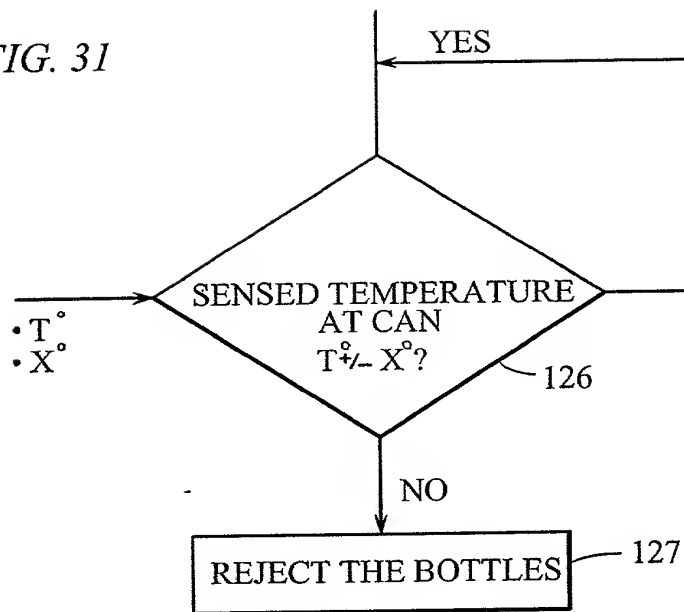 FIG. 31
YES
SENSED TEMPERATURE
AT CAN
T°+/- X°?
• T°
• X°
126
NO
REJECT THE BOTTLES
127